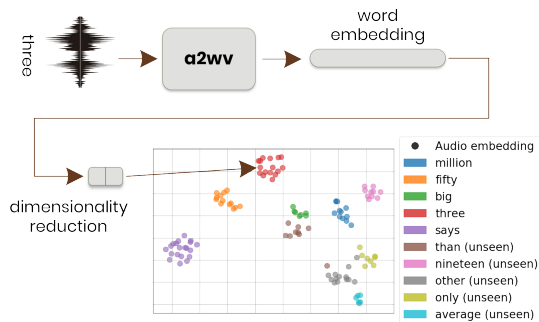 three
a2wv
word
embedding
dimensionality
reduction
Audio embedding
million
fifty
big
three
says
than (unseen)
nineteen (unseen)
other (unseen)
only (unseen)
average (unseen)